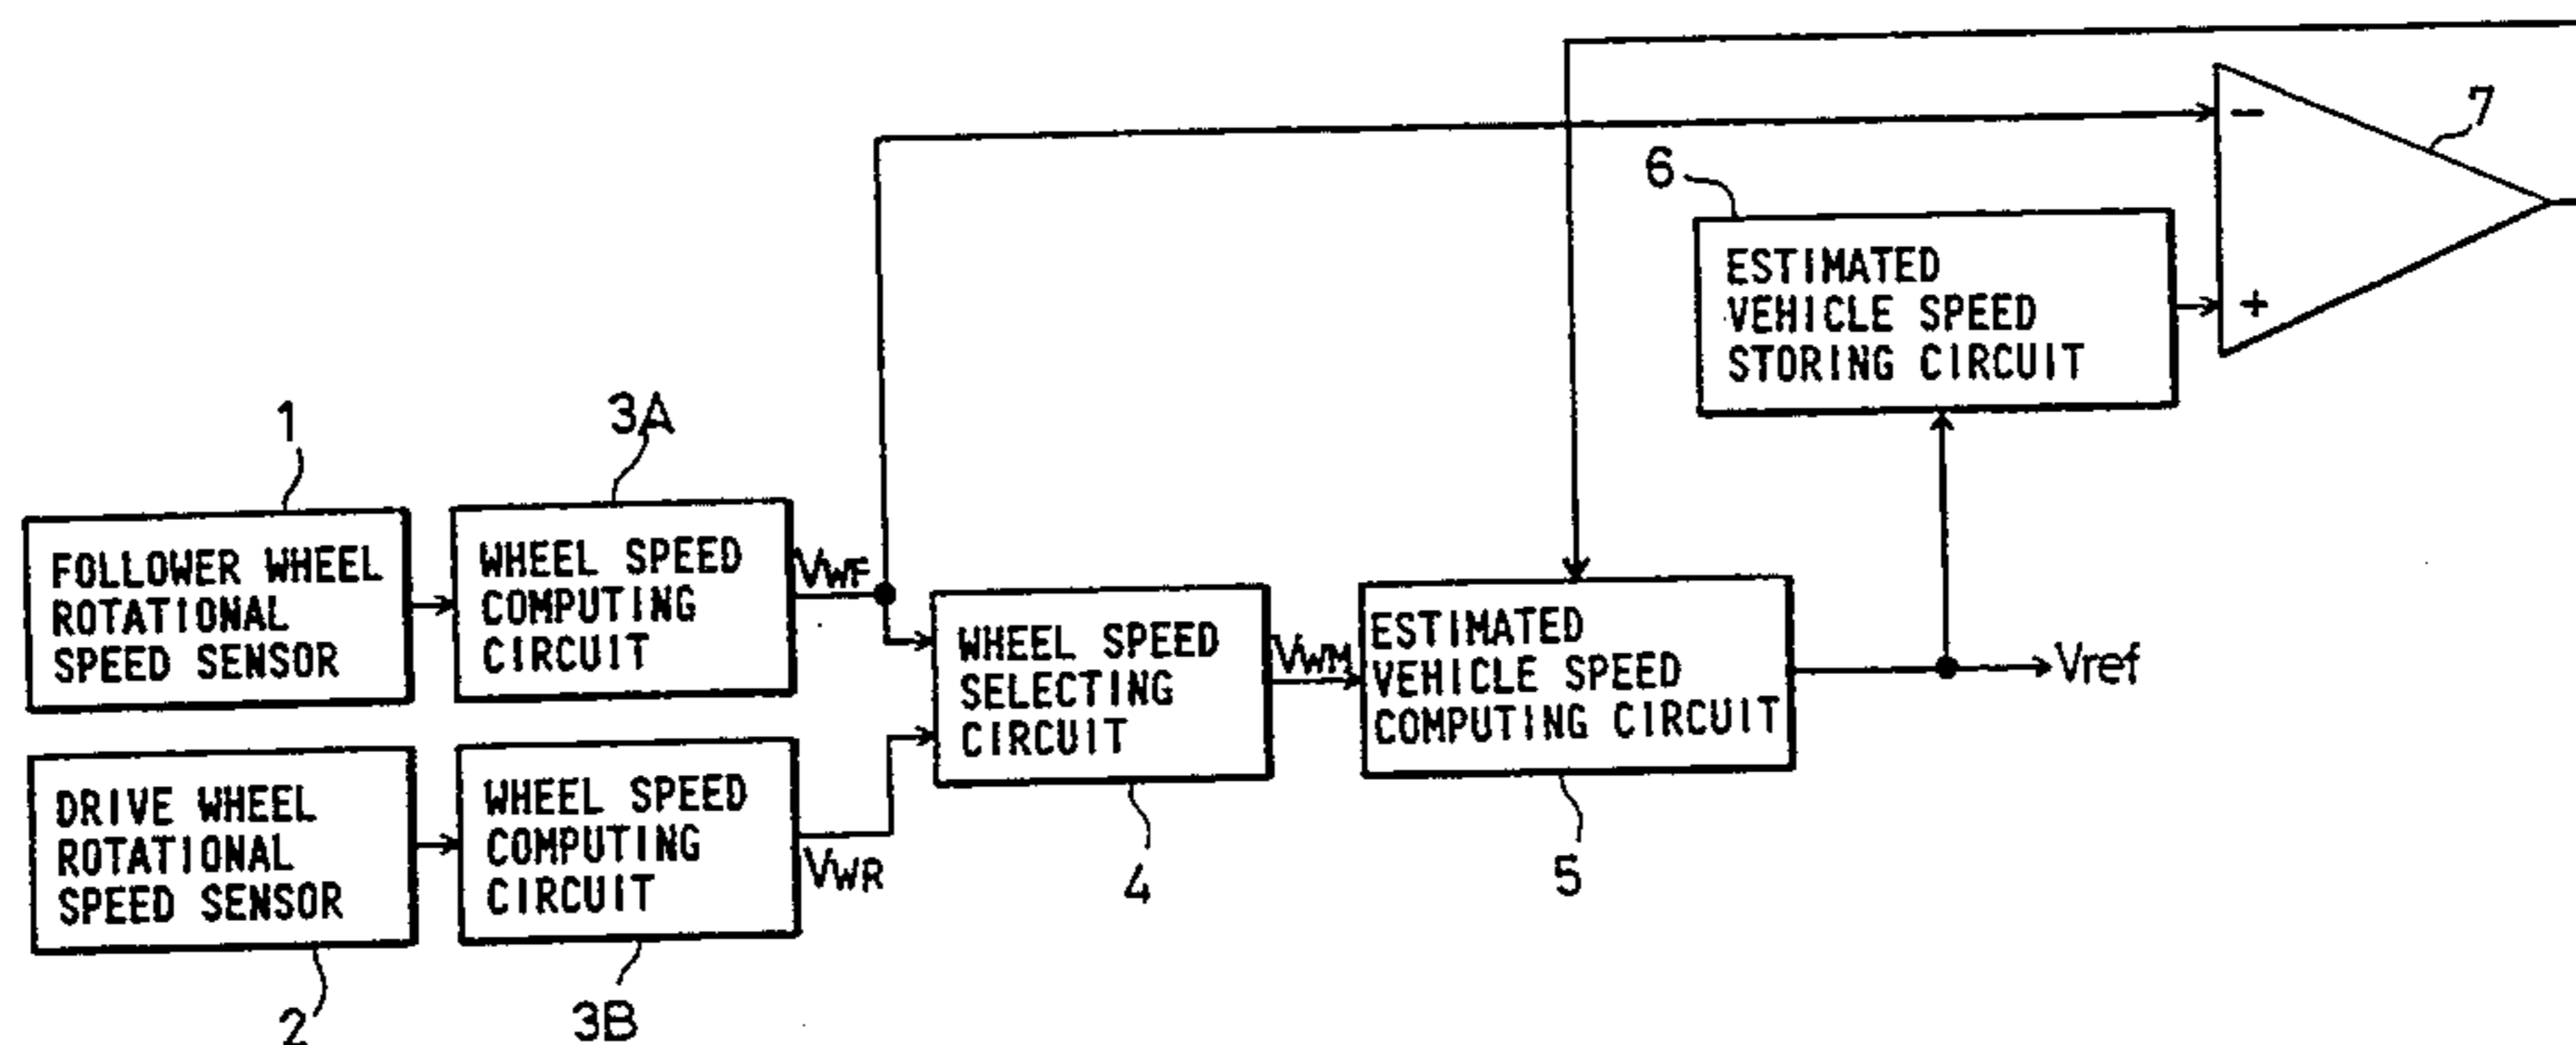 7
−
6
ESTIMATED
VEHICLE SPEED
STORING CIRCUIT
+
1
3A
FOLLOWER WHEEL
ROTATIONAL
SPEED SENSOR
WHEEL SPEED
COMPUTING
CIRCUIT
VWF
WHEEL SPEED
SELECTING
CIRCUIT
VWM
ESTIMATED
VEHICLE SPEED
COMPUTING CIRCUIT
Vref
DRIVE WHEEL
ROTATIONAL
SPEED SENSOR
WHEEL SPEED
COMPUTING
CIRCUIT
VWR
4
5
2
3B